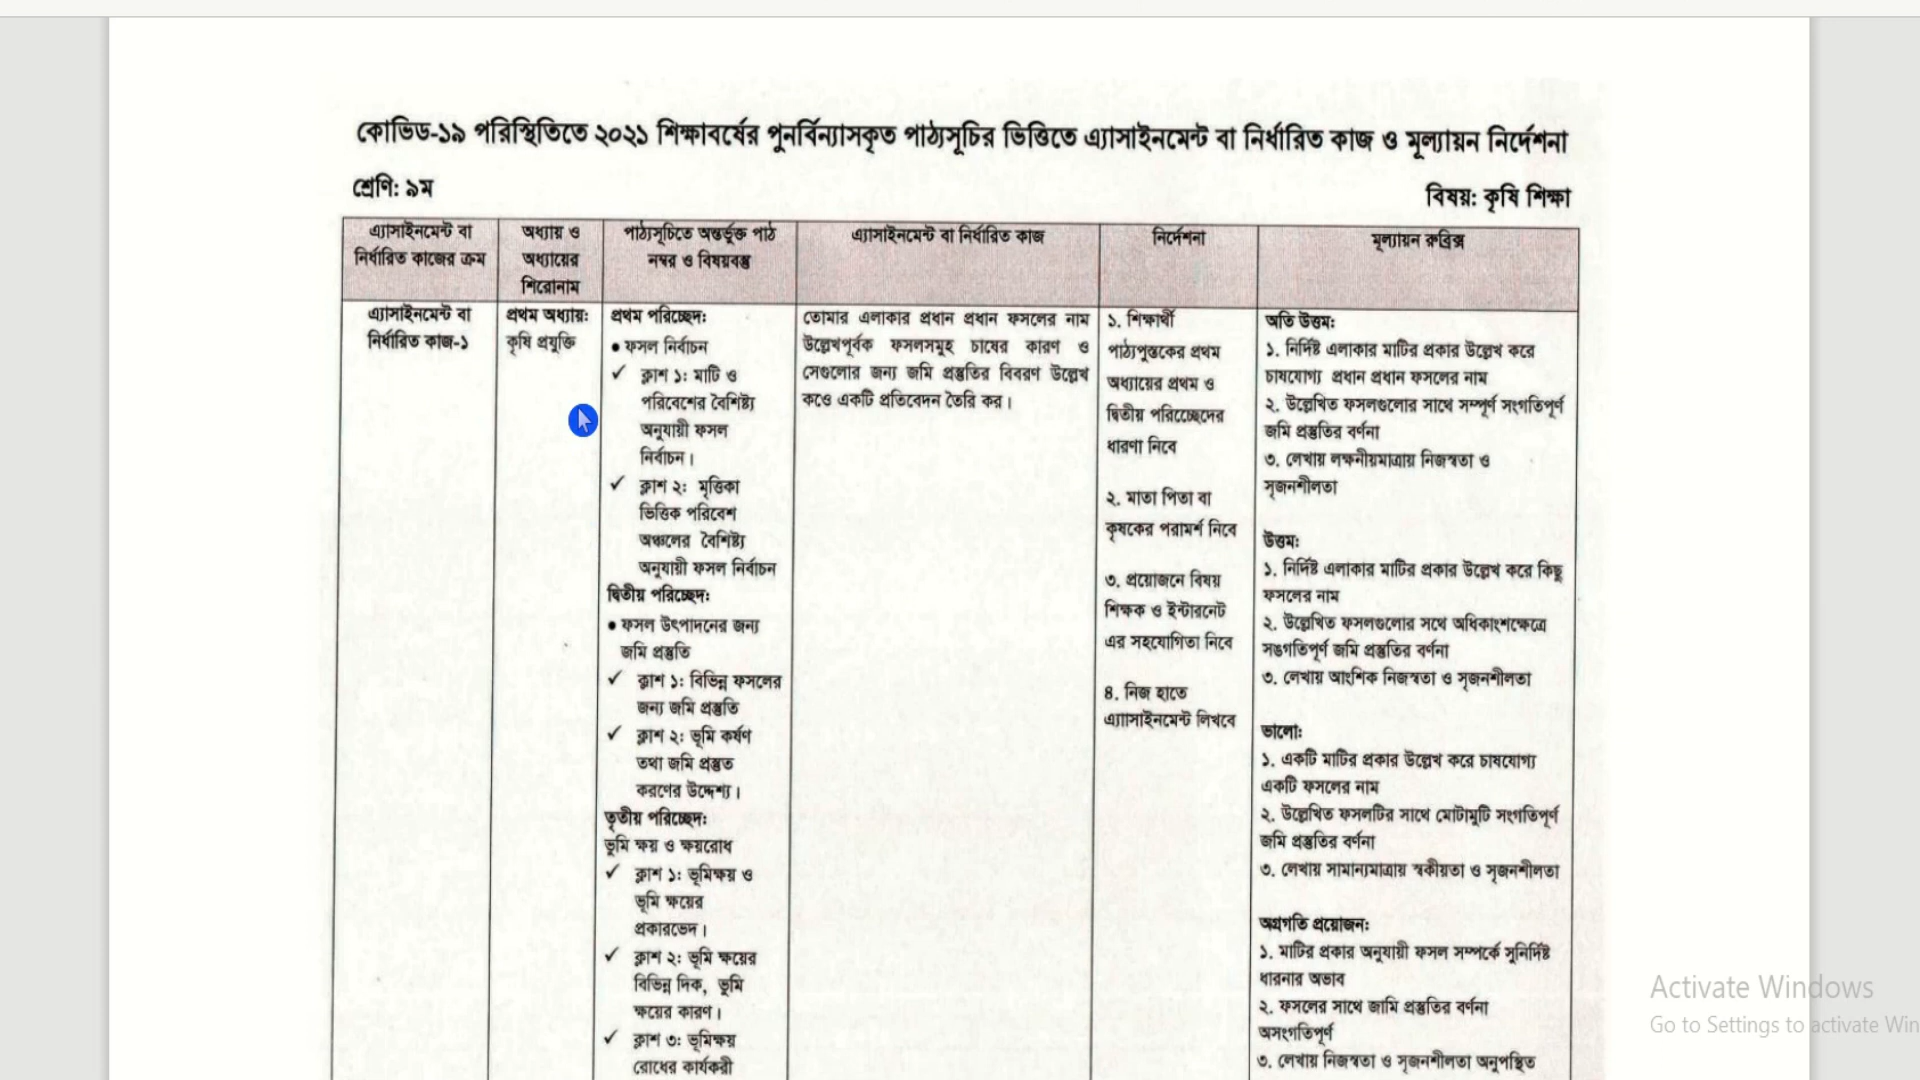 কোভিড-১৯ পরিস্থিতিতে ২০২১ শিক্ষাবর্ষের পুনর্বিন্যাসকৃত পাঠ্যসূচির ভিত্তিতে এ্যাসাইনমেন্ট বা নির্ধারিত কাজ ও মূল্যায়ন নির্দেশনা
শ্রেণি: ৯ম
বিষয়: কৃষি শিক্ষা
এ্যাসাইনমেন্ট বা
নির্ধারিত কাজের ক্রম
অধ্যায় ও
অধ্যায়ের
শিরোনাম
পাঠ্যসূচিতে অন্তর্ভুক্ত পাঠ
নম্বর ও বিষয়বস্তু
এ্যাসাইনমেন্ট বা নির্ধারিত কাজ
নির্দেশনা
মূল্যায়ন রুব্রিক্স
এ্যাসাইনমেন্ট বা
নির্ধারিত কাজ-১
প্রথম অধ্যায়:
কৃষি প্রযুক্তি
প্রথম পরিচ্ছেদ:
• ফসল নির্বাচন
✓ ক্লাশ ১: মাটি ও
পরিবেশের বৈশিষ্ট্য
অনুযায়ী ফসল
নির্বাচন।
✓ ক্লাশ ২: মৃত্তিকা
ভিত্তিক পরিবেশ
অঞ্চলের বৈশিষ্ট্য
অনুযায়ী ফসল নির্বাচন
দ্বিতীয় পরিচ্ছেদ:
• ফসল উৎপাদনের জন্য
জমি প্রস্তুতি
✓ ক্লাশ ১: বিভিন্ন ফসলের
জন্য জমি প্রস্তুতি
✓ ক্লাশ ২: ভূমি কর্ষণ
তথা জমি প্রস্তুত
করণের উদ্দেশ্য।
তৃতীয় পরিচ্ছেদ:
ভূমি ক্ষয় ও ক্ষয়রোধ
✓ ক্লাশ ১: ভূমিক্ষয় ও
ভূমি ক্ষয়ের
প্রকারভেদ।
✓ ক্লাশ ২: ভূমি ক্ষয়ের
বিভিন্ন দিক, ভূমি
ক্ষয়ের কারণ।
✓ ক্লাশ ৩: ভূমিক্ষয়
রোধের কার্যকরী
তোমার এলাকার প্রধান প্রধান ফসলের নাম
উল্লেখপূর্বক ফসলসমূহ চাষের কারণ ও
সেগুলোর জন্য জমি প্রস্তুতির বিবরণ উল্লেখ
কওে একটি প্রতিবেদন তৈরি কর।
১. শিক্ষার্থী
পাঠ্যপুস্তকের প্রথম
অধ্যায়ের প্রথম ও
দ্বিতীয় পরিচ্ছেদের
ধারণা নিবে
২. মাতা পিতা বা
কৃষকের পরামর্শ নিবে
৩. প্রয়োজনে বিষয়
শিক্ষক ও ইন্টারনেট
এর সহযোগিতা নিবে
৪. নিজ হাতে
এ্যাসাইনমেন্ট লিখবে
অতি উত্তম:
১. নির্দিষ্ট এলাকার মাটির প্রকার উল্লেখ করে
চাষযোগ্য প্রধান প্রধান ফসলের নাম
২. উল্লেখিত ফসলগুলোর সাথে সম্পূর্ণ সংগতিপূর্ণ
জমি প্রস্তুতির বর্ণনা
৩. লেখায় লক্ষনীয়মাত্রায় নিজস্বতা ও
সৃজনশীলতা
উত্তম:
১. নির্দিষ্ট এলাকার মাটির প্রকার উল্লেখ করে কিছু
ফসলের নাম
২. উল্লেখিত ফসলগুলোর সথে অধিকাংশক্ষেত্রে
সঙগতিপূর্ণ জমি প্রস্তুতির বর্ণনা
৩. লেখায় আংশিক নিজস্বতা ও সৃজনশীলতা
ভালো:
১. একটি মাটির প্রকার উল্লেখ করে চাষযোগ্য
একটি ফসলের নাম
২. উল্লেখিত ফসলটির সাথে মোটামুটি সংগতিপূর্ণ
জমি প্রস্তুতির বর্ণনা
৩. লেখায় সামান্যমাত্রায় স্বকীয়তা ও সৃজনশীলতা
অগ্রগতি প্রয়োজন:
১. মাটির প্রকার অনুযায়ী ফসল সম্পর্কে সুনির্দিষ্ট
ধারনার অভাব
২. ফসলের সাথে জামি প্রস্তুতির বর্ণনা
অসংগতিপূর্ণ
৩. লেখায় নিজস্বতা ও সৃজনশীলতা অনুপস্থিত
Activate Windows
Go to Settings to activate Win